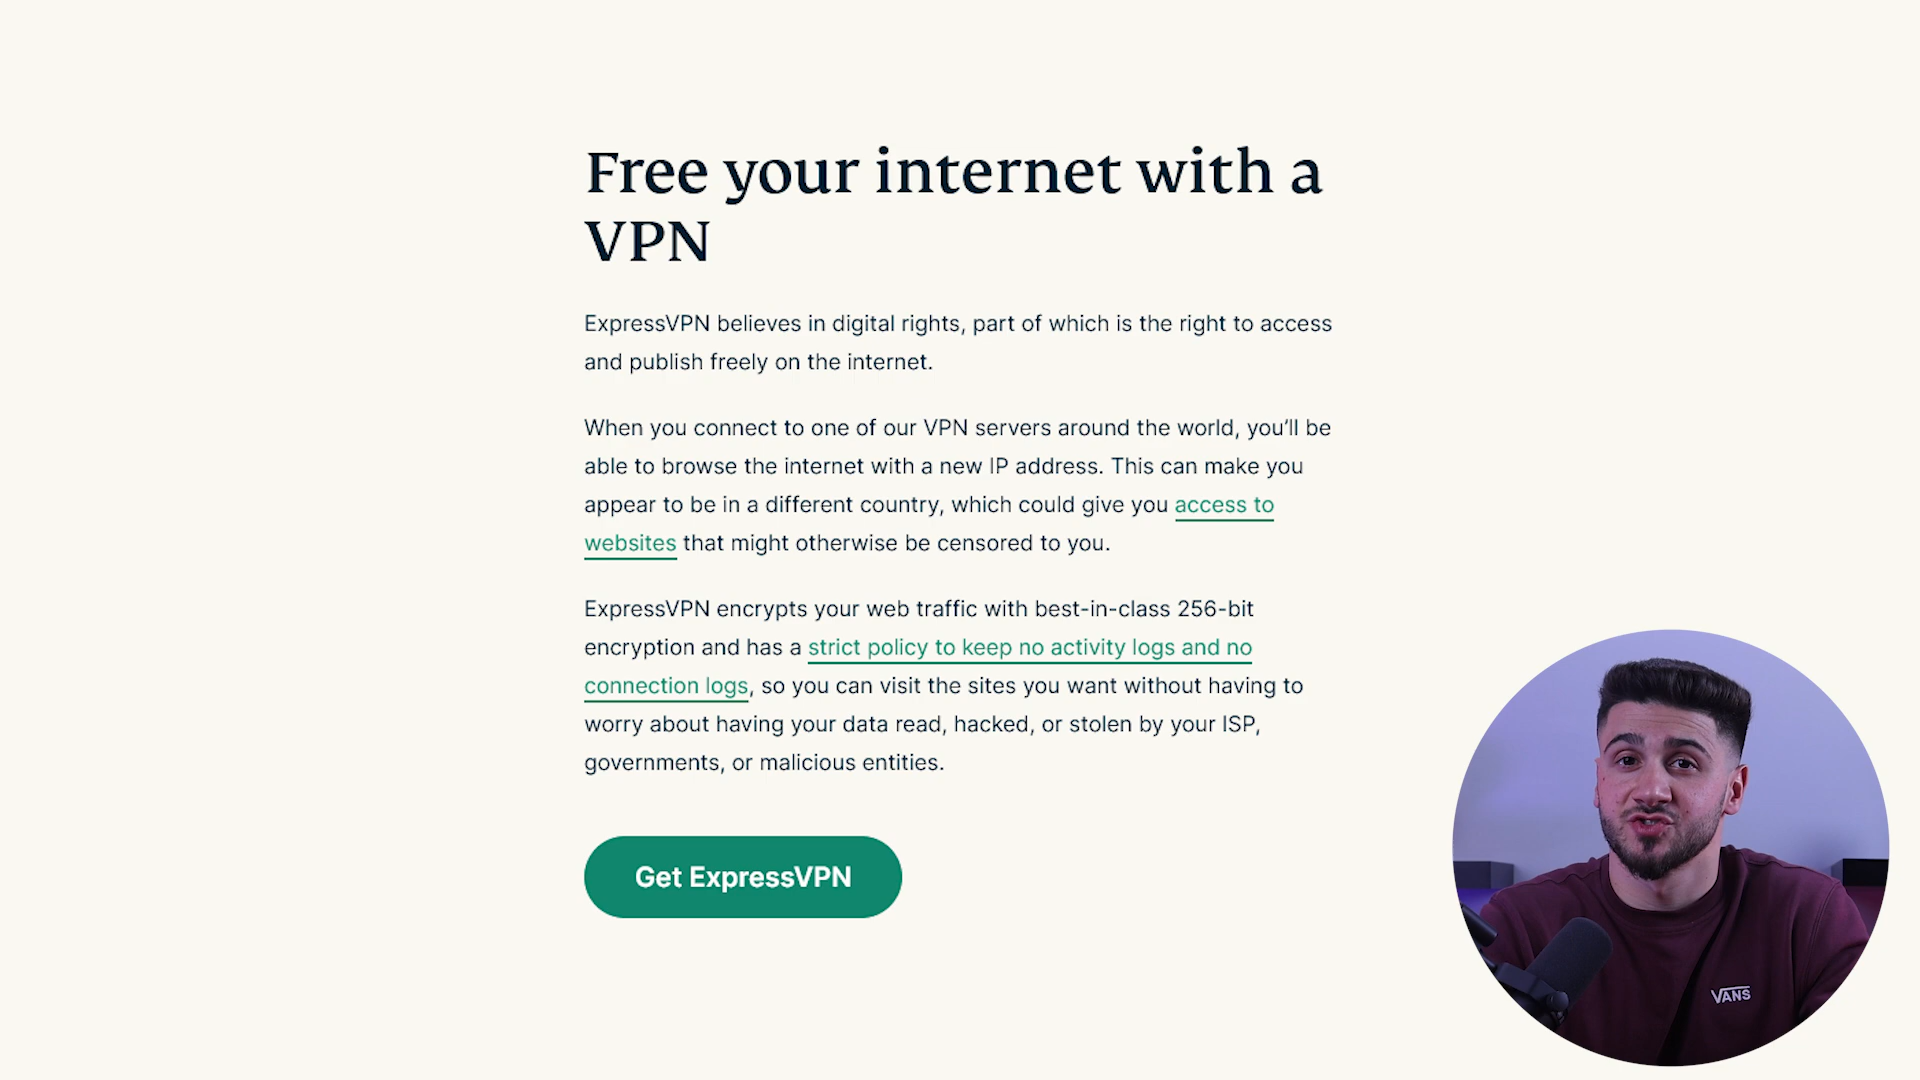 Free your internet with a
VPN
ExpressVPN believes in digital rights, part of which is the right to access
and publish freely on the internet.
When you connect to one of our VPN servers around the world, you'll be
able to browse the internet with a new IP address. This can make you
appear to be in a different country, which could give you access to
websites that might otherwise be censored to you.
ExpressVPN encrypts your web traffic with best-in-class 256-bit
encryption and has a strict policy to keep no activity logs and no
connection logs, so you can visit the sites you want without having to
worry about having your data read, hacked, or stolen by your ISP,
governments, or malicious entities.
Get ExpressVPN
VANS